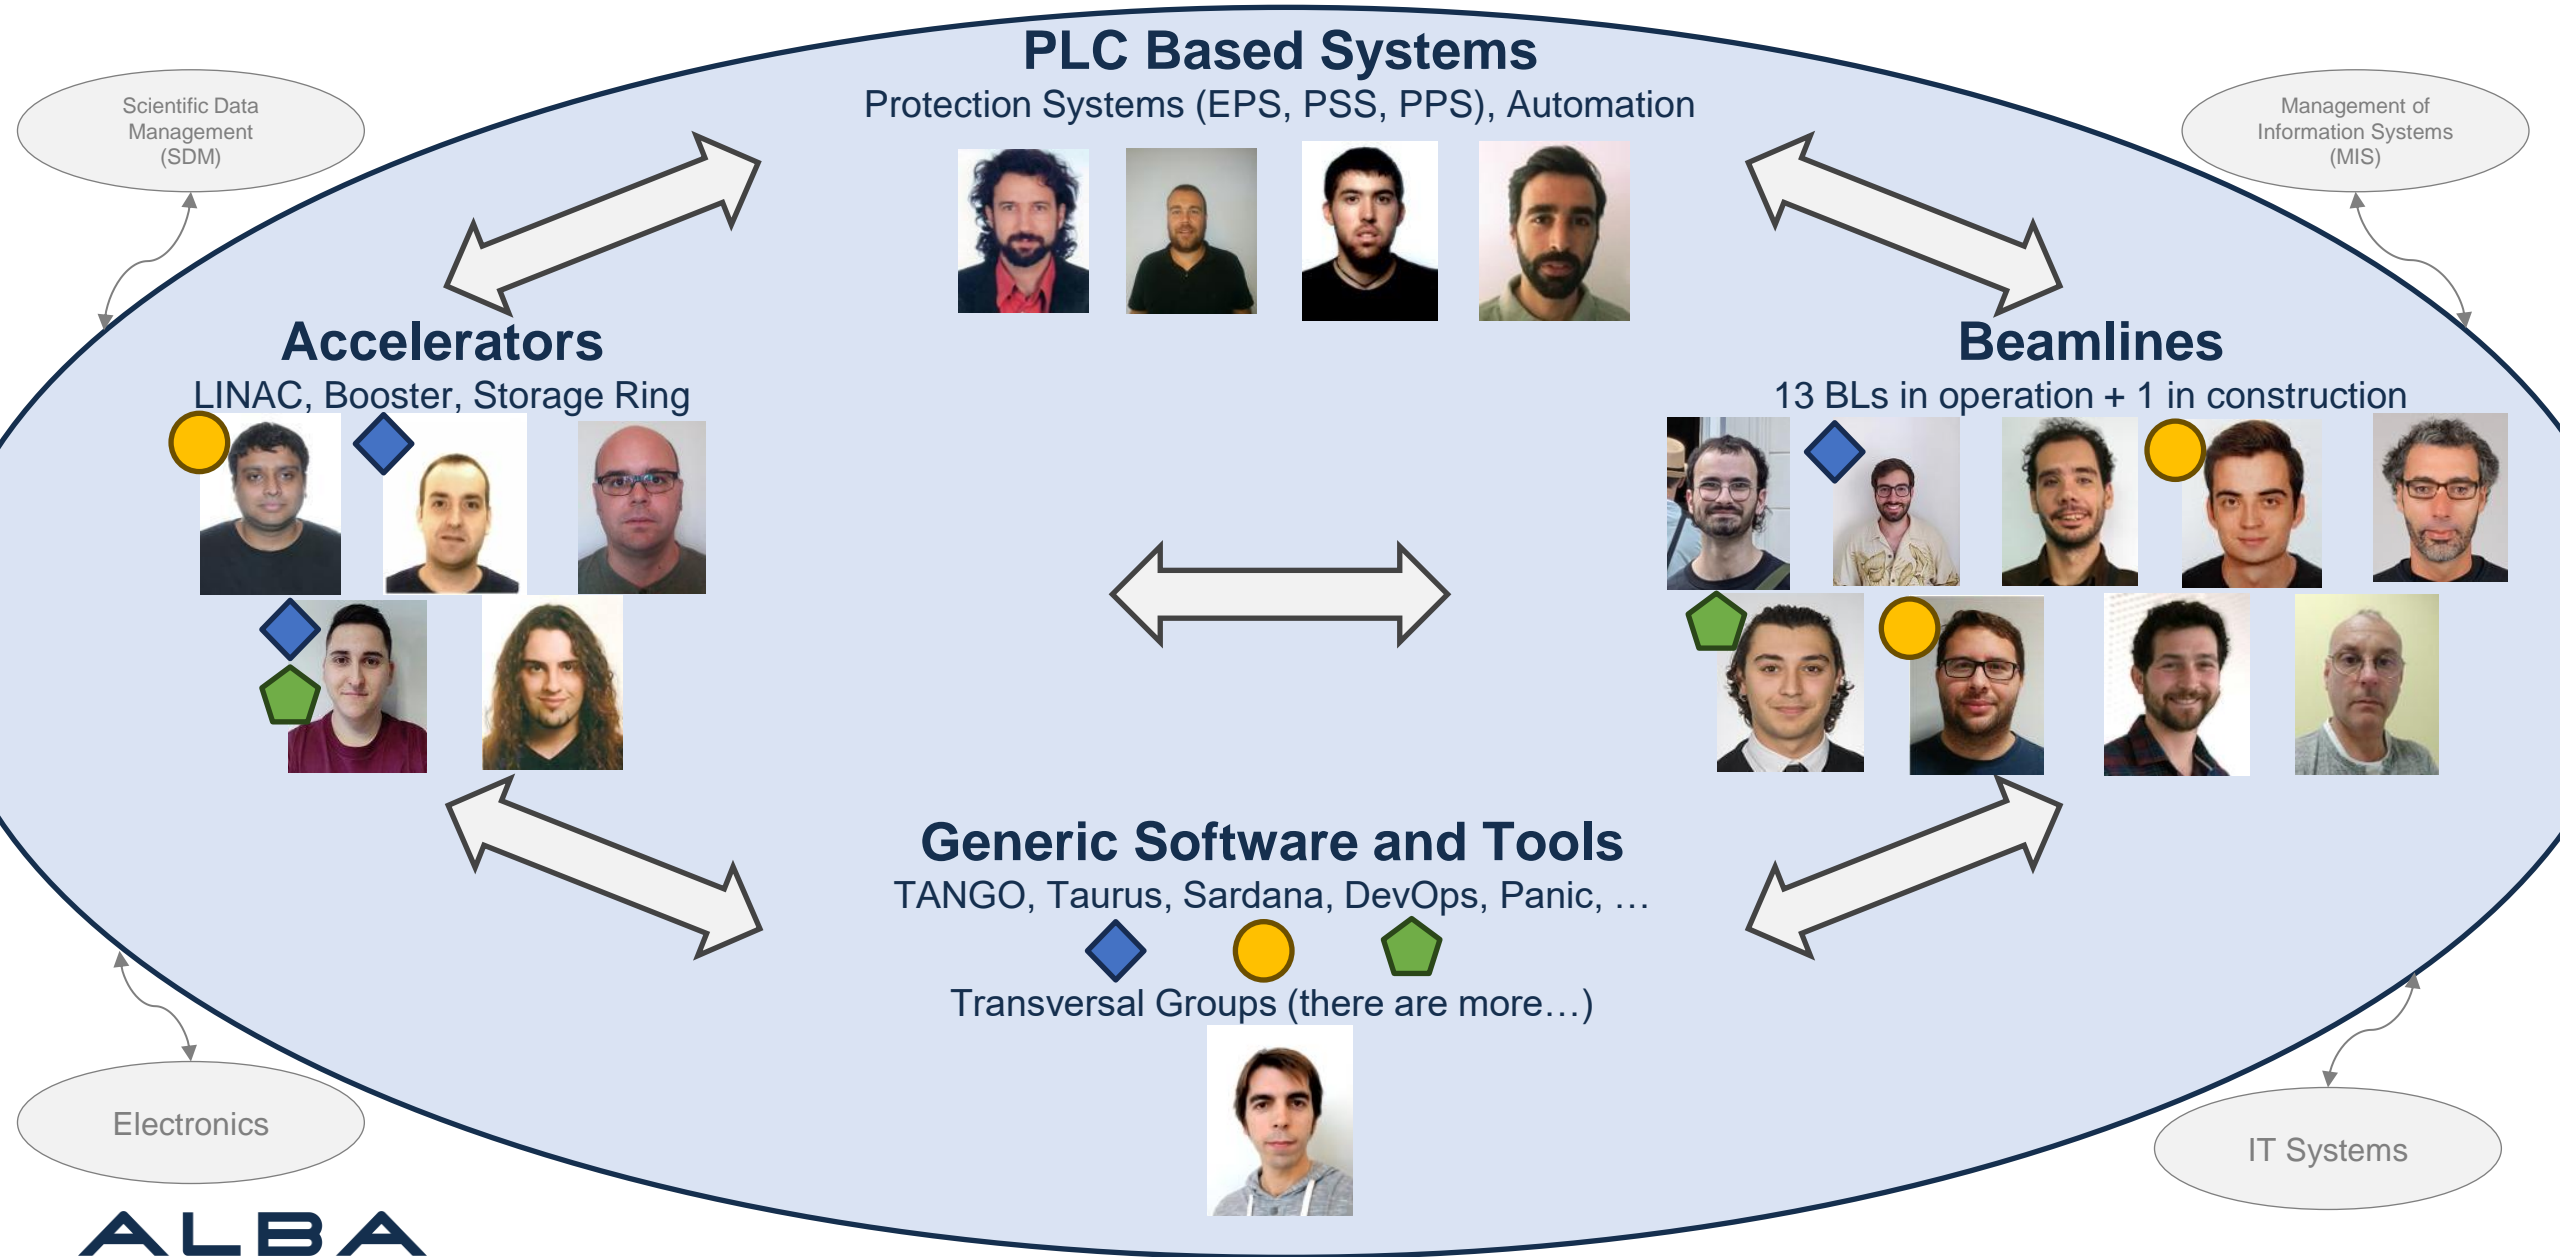 PLC Based Systems
Protection Systems (EPS, PSS, PPS), Automation
Scientific Data
Management
(SDM)
Management of
Information Systems
(MIS)
Accelerators
LINAC, Booster, Storage Ring
Beamlines
13 BLs in operation + 1 in construction
Generic Software and Tools
TANGO, Taurus, Sardana, DevOps, Panic, …
Transversal Groups (there are more…)
Electronics
IT Systems
ALBA